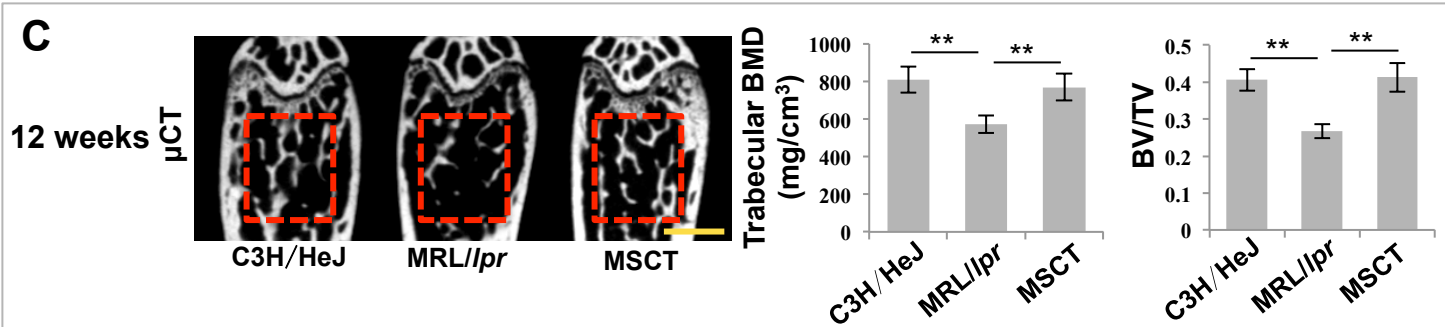 C
12 weeks
µCT
C3H/HeJ
MRL//lpr
MSCT
Trabecular BMD
(mg/cm³)
1000
800
600
400
200
0
**
**
C3H/HeJ
MRL//lpr
MSCT
BV/TV
0.5
0.4
0.3
0.2
0.1
0
**
**
C3H/HeJ
MRL//lpr
MSCT